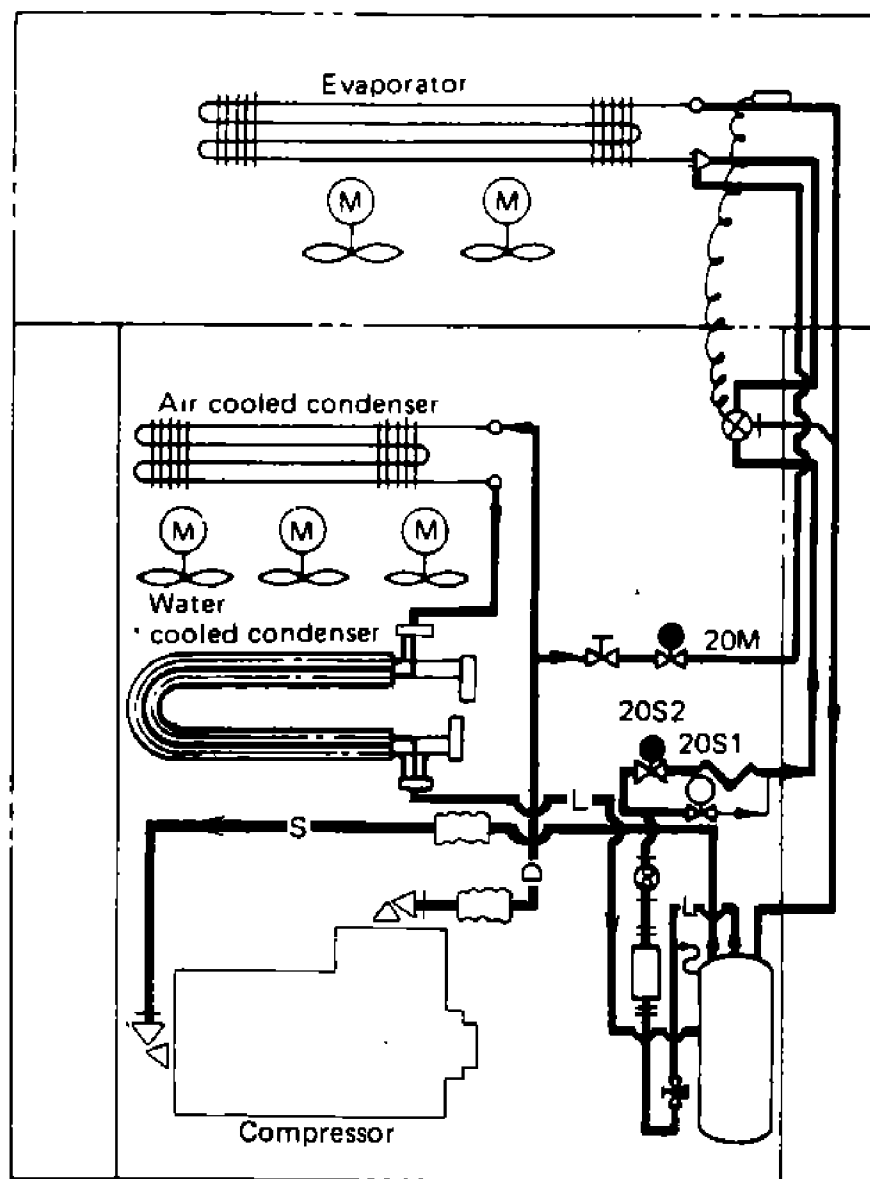 Evaporator
M
M
Air cooled condenser
M
M
M
Water
cooled condenser
20M
20S2
20S1
L
S
D
L
Compressor